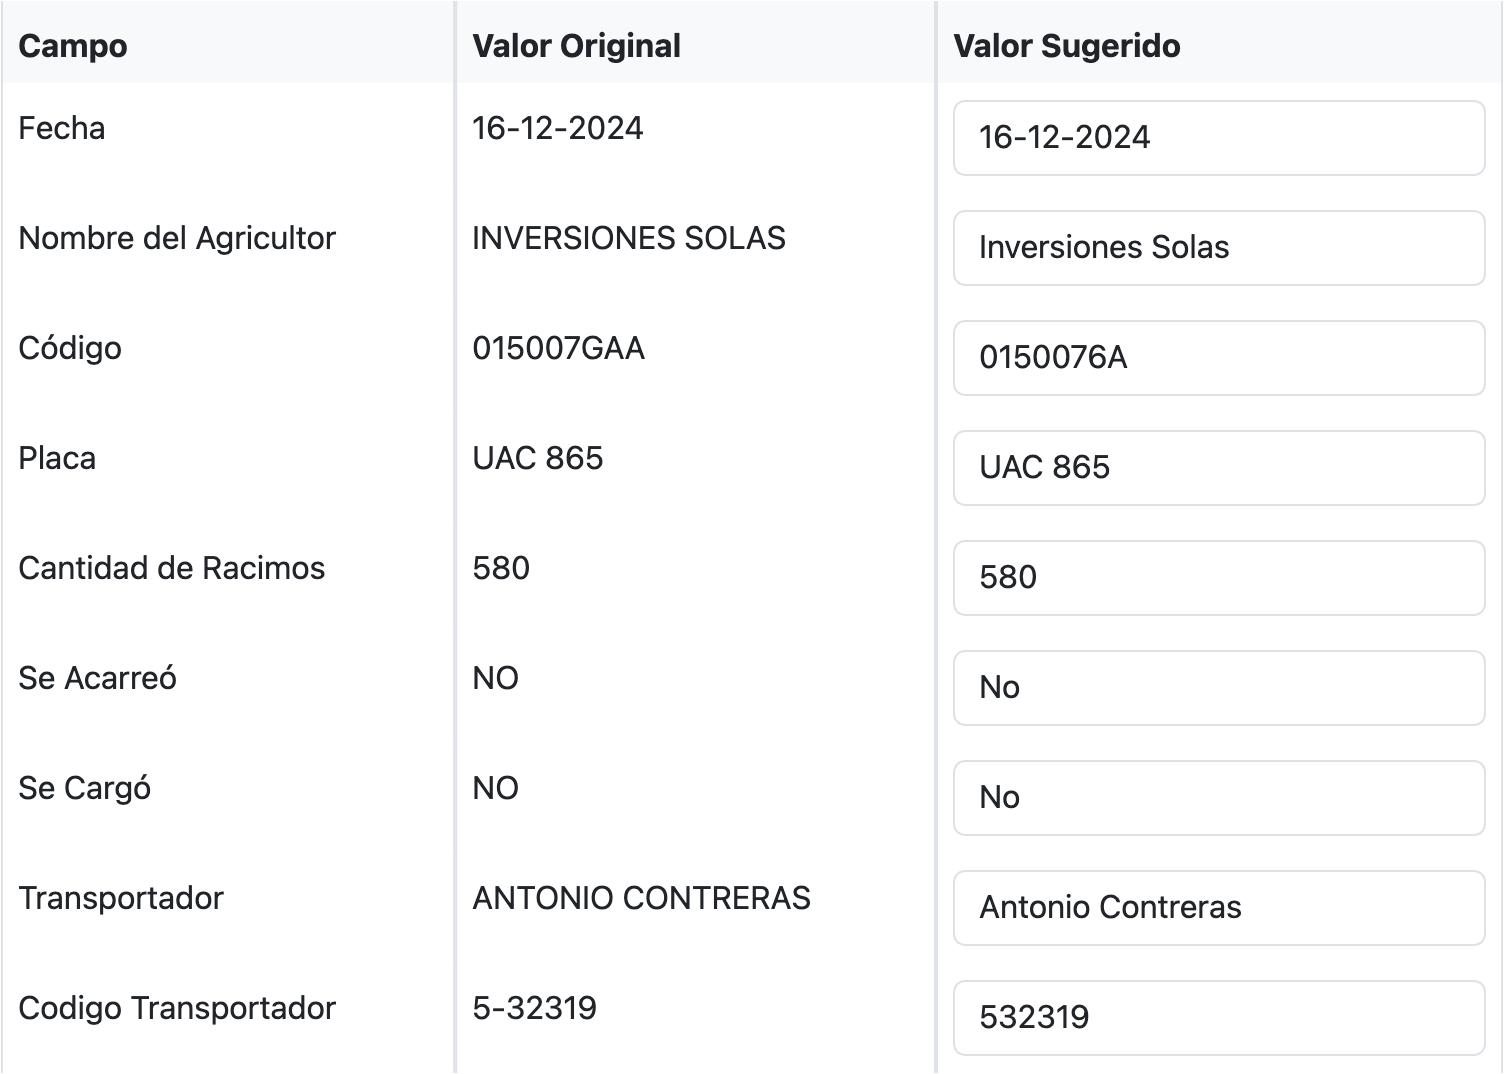 Campo Valor Original Valor Sugerido
Fecha 16-12-2024 16-12-2024
Nombre del Agricultor INVERSIONES SOLAS Inversiones Solas
Código 015007GAA 0150076A
Placa UAC 865 UAC 865
Cantidad de Racimos 580 580
Se Acarreó NO No
Se Cargó NO No
Transportador ANTONIO CONTRERAS Antonio Contreras
Codigo Transportador 5-32319 532319